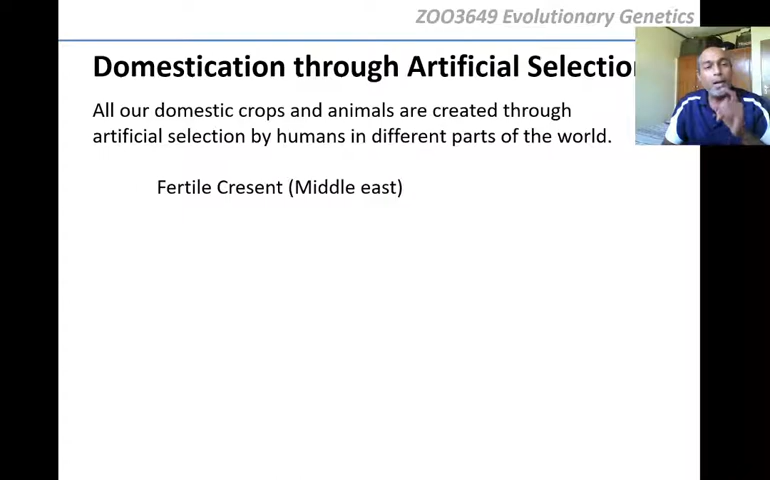 ZOO3649 Evolutionary Genetics
Domestication through Artificial
All our domestic crops and animals are created through
artificial selection by humans in different parts of the world.
Fertile Cresent (Middle east)